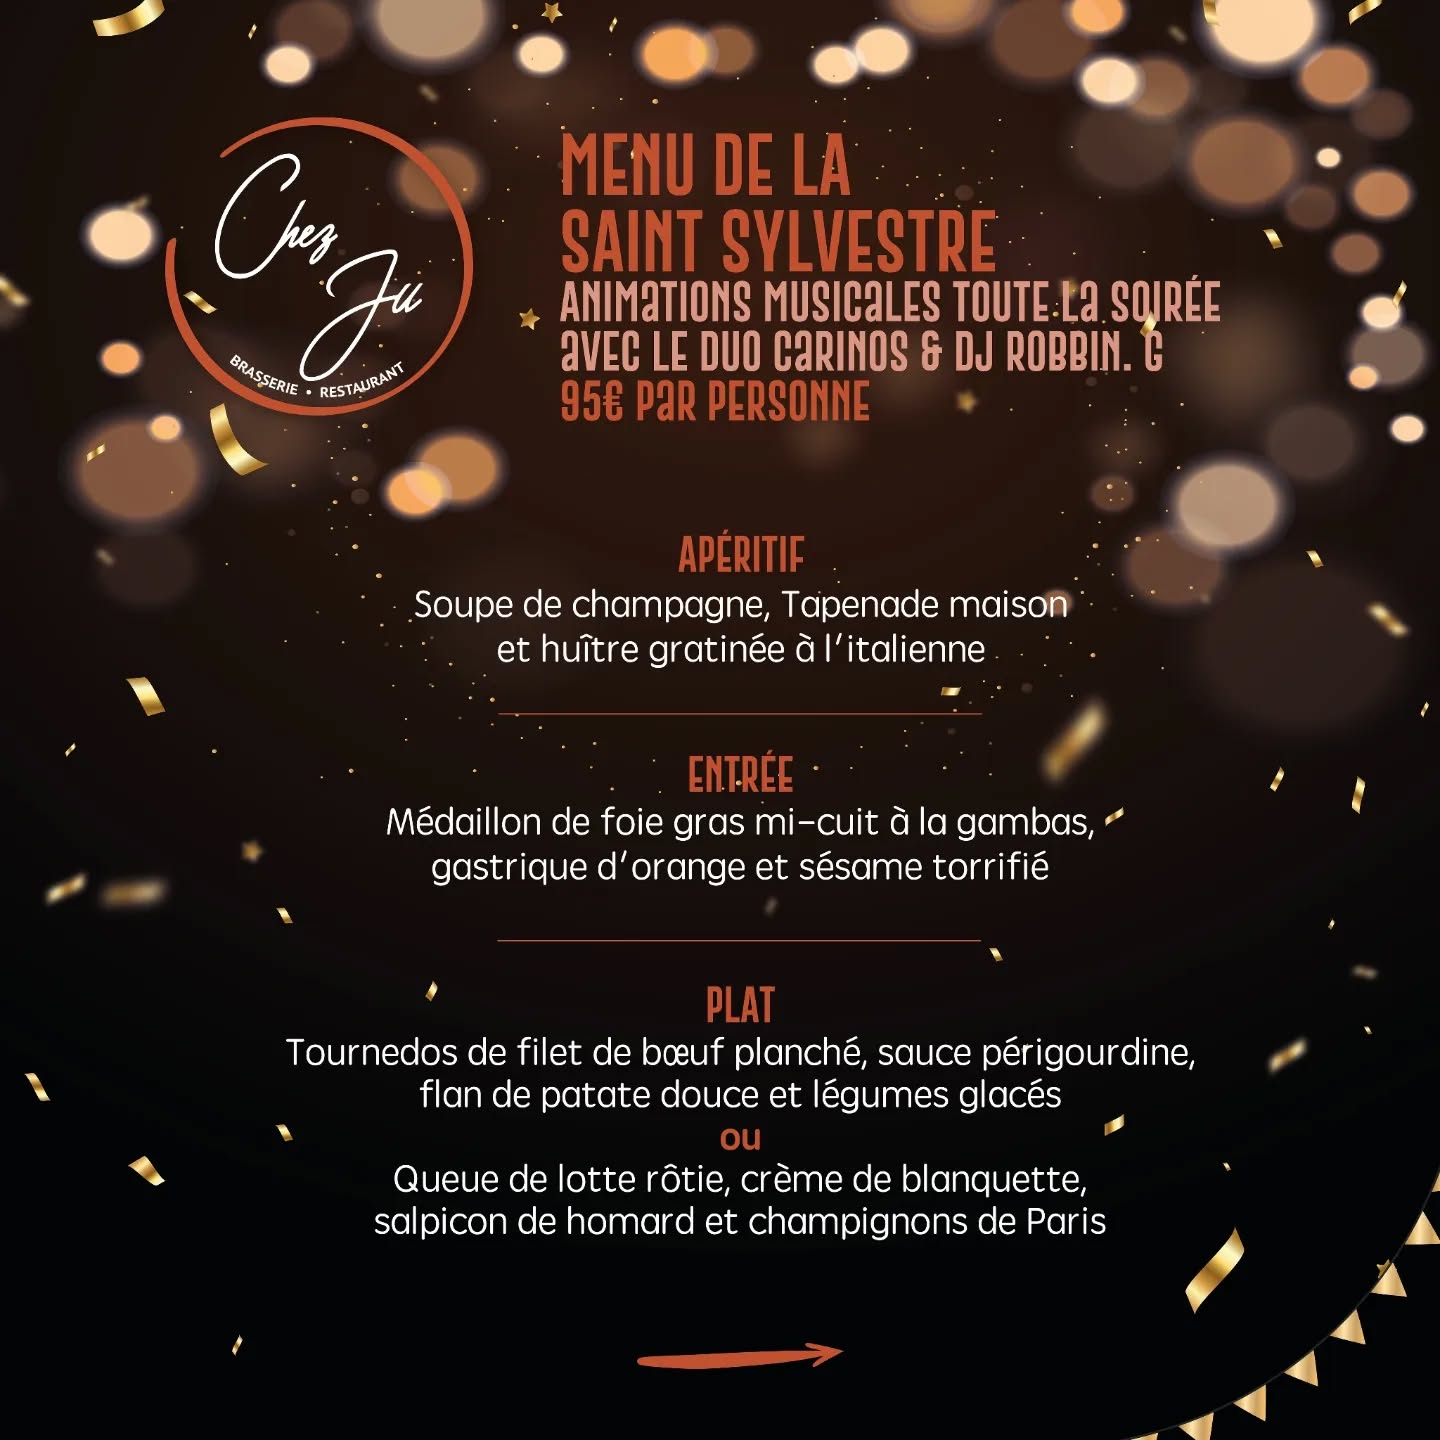 Chez
Ju
BRASSERIE • RESTAURANT
MENU DE LA
SAINT SYLVESTRE
ANIMaTIONS MUSICaLES TOUTE La SOIRÉE
aVEC LE DUO CaRINOS & DJ ROBBIN. G
95€ PaR PERSONNE
APÉRITIF
Soupe de champagne, Tapenade maison
et huître gratinée à l'italienne
ENTRÉE
Médaillon de foie gras mi-cuit à la gambas,
gastrique d'orange et sésame torrifié
PLAT
Tournedos de filet de bœuf planché, sauce périgourdine,
flan de patate douce et légumes glacés
ou
Queue de lotte rôtie, crème de blanquette,
salpicon de homard et champignons de Paris